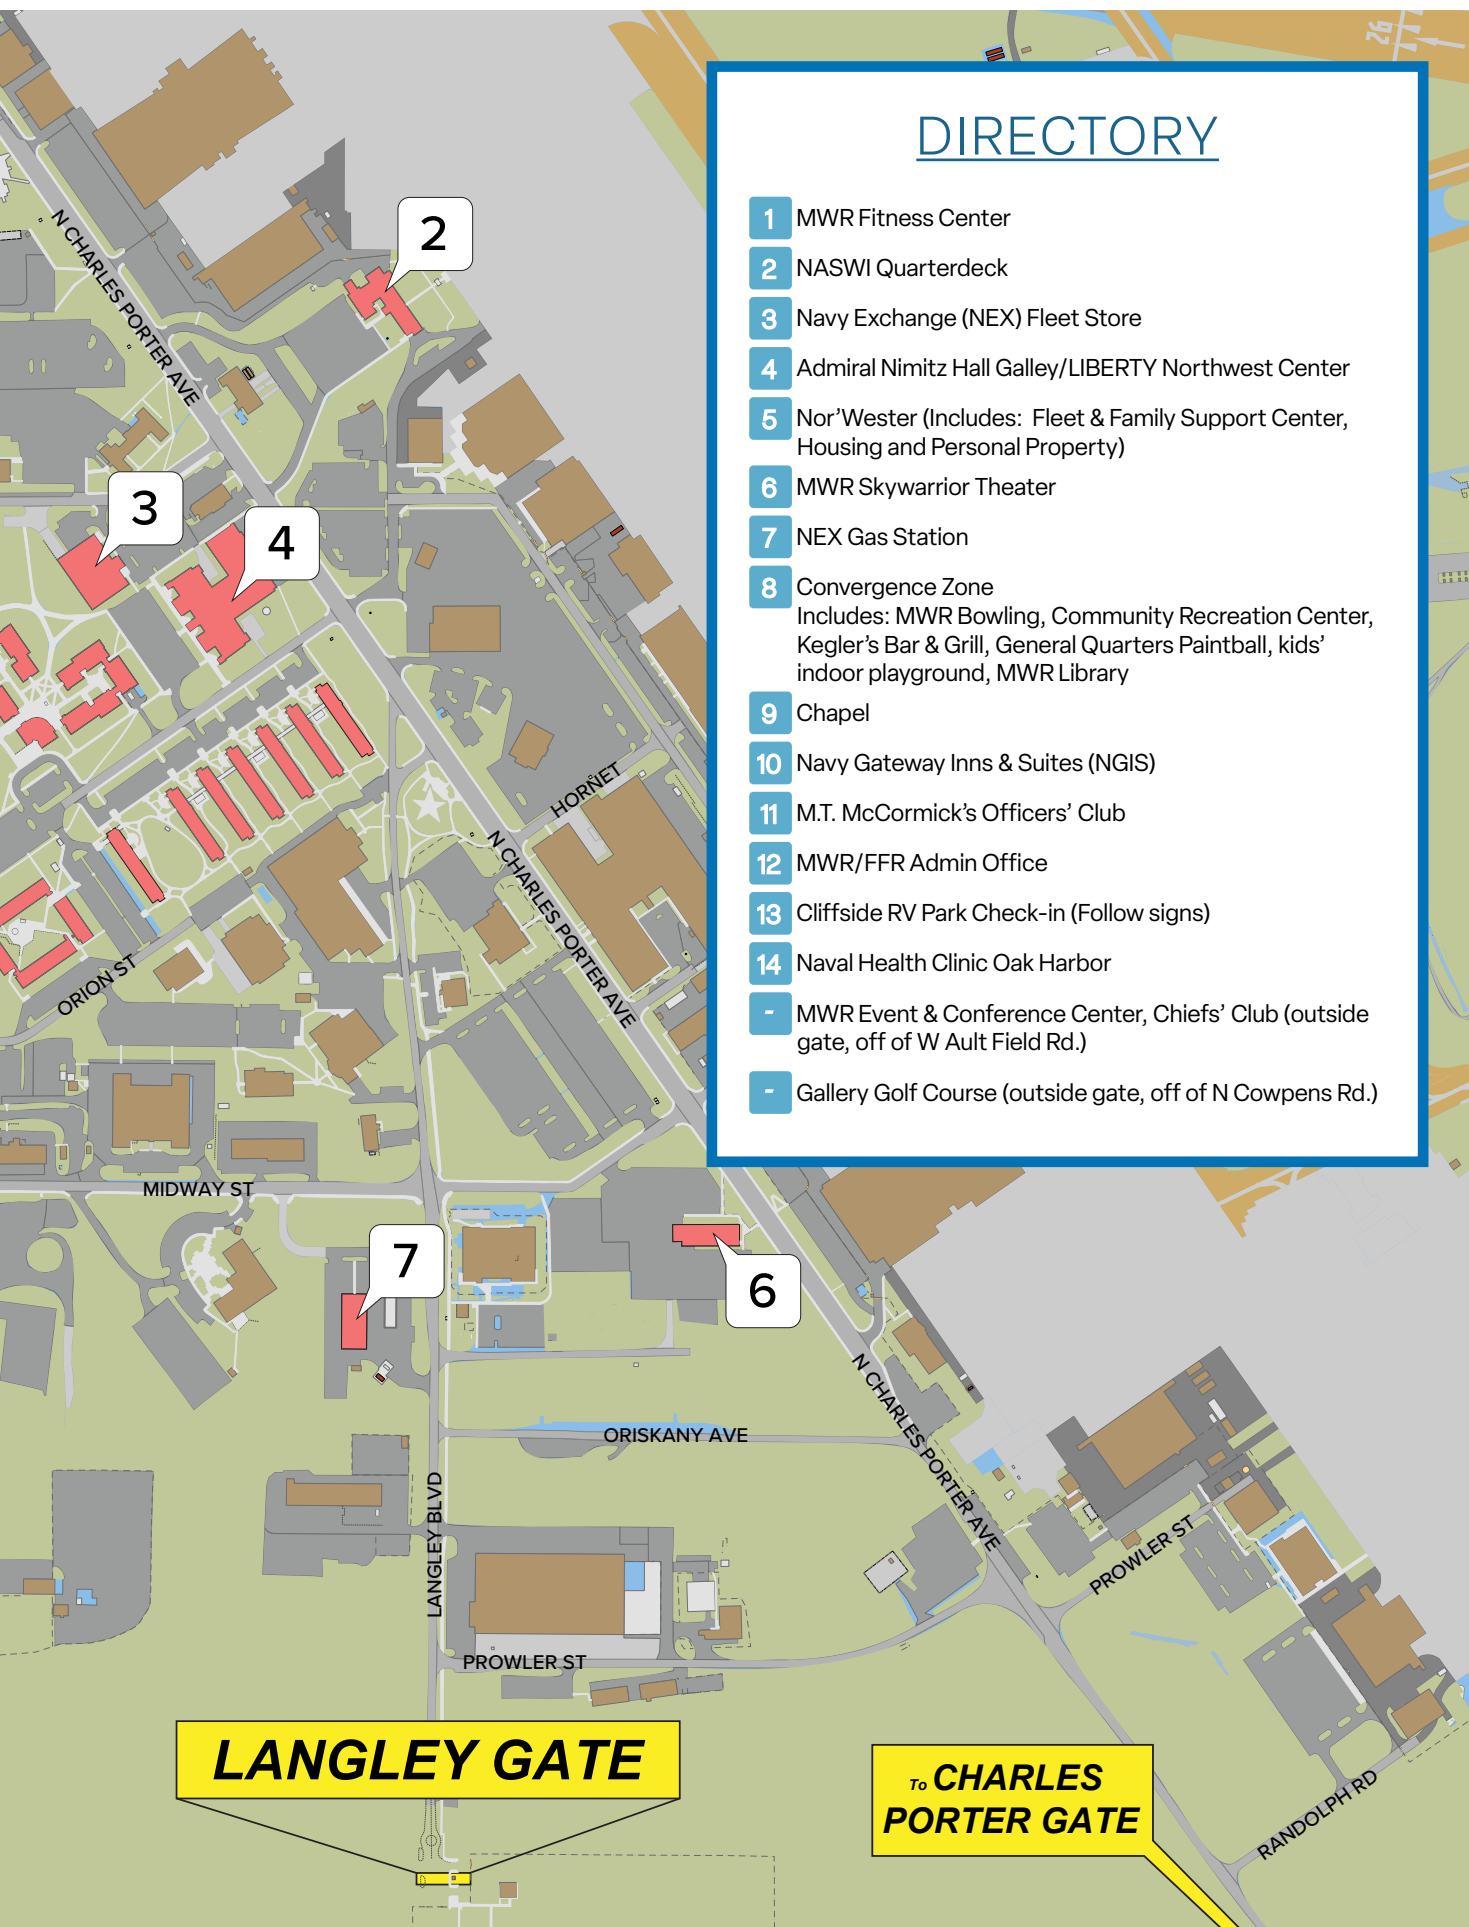 26
DIRECTORY
1 MWR Fitness Center
2 NASWI Quarterdeck
3 Navy Exchange (NEX) Fleet Store
4 Admiral Nimitz Hall Galley/LIBERTY Northwest Center
5 Nor’Wester (Includes:  Fleet & Family Support Center,
Housing and Personal Property)
6 MWR Skywarrior Theater
7 NEX Gas Station
8 Convergence Zone
Includes: MWR Bowling, Community Recreation Center,
Kegler’s Bar & Grill, General Quarters Paintball, kids’
indoor playground, MWR Library
9 Chapel
10 Navy Gateway Inns & Suites (NGIS)
11 M.T. McCormick’s Officers’ Club
12 MWR/FFR Admin Office
13 Cliffside RV Park Check-in (Follow signs)
14 Naval Health Clinic Oak Harbor
- MWR Event & Conference Center, Chiefs’ Club (outside
gate, off of W Ault Field Rd.)
- Gallery Golf Course (outside gate, off of N Cowpens Rd.)
2
N CHARLES PORTER AVE
3
4
HORNET
N CHARLES PORTER AVE
ORION ST
MIDWAY ST
7
6
N CHARLES PORTER AVE
ORISKANY AVE
LANGLEY BLVD
PROWLER ST
PROWLER ST
LANGLEY GATE
To CHARLES
PORTER GATE
RANDOLPH RD